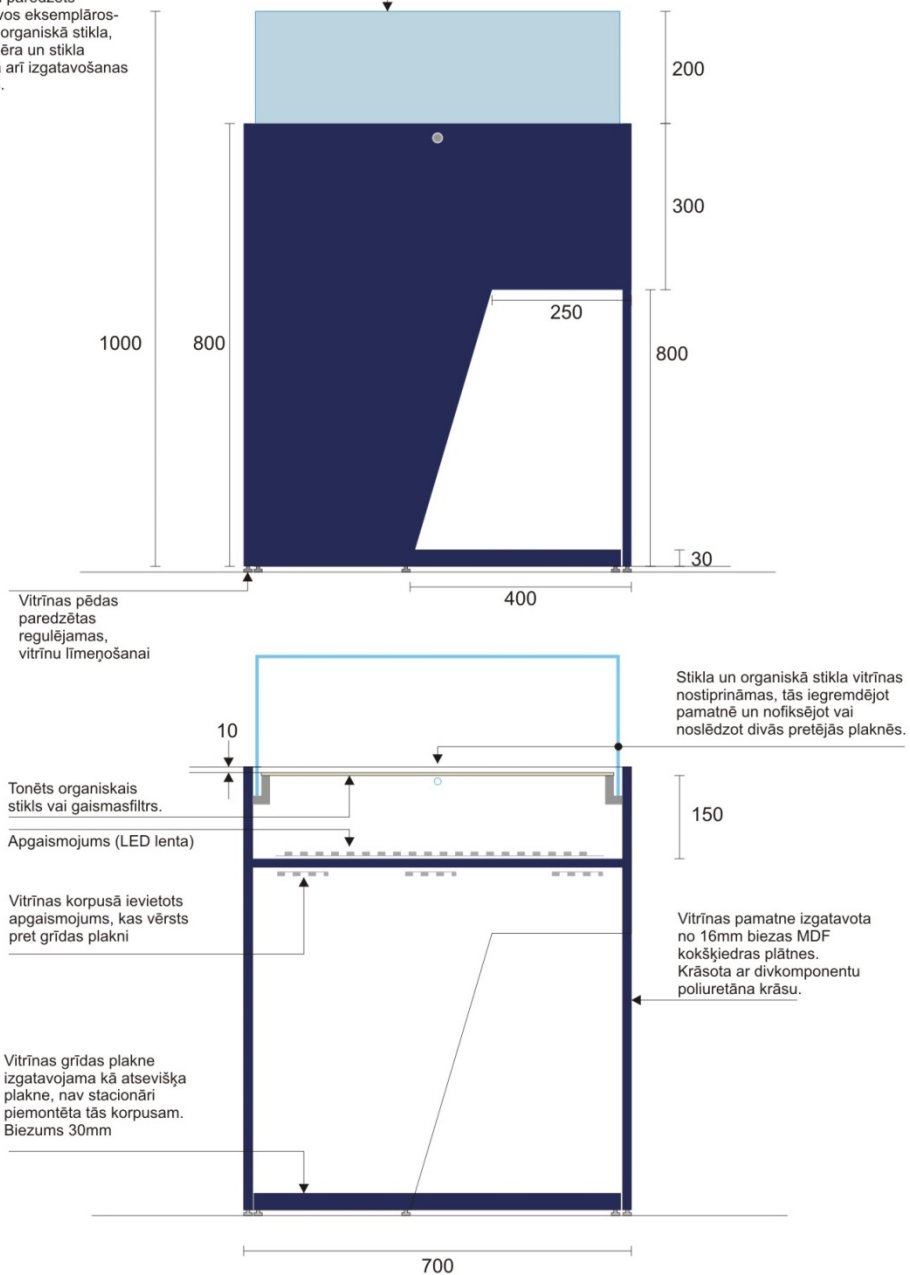 paredzēts
eksemplāros-
organiskā stikla,
un stikla
arī izgatavošanas
200
300
250
1000
800
800
30
400
Vitrīnas pēdas
paredzētas
regulējamas,
vitrīnu līmeņošanai
Stikla un organiskā stikla vitrīnas
nostiprināmas, tās iegremdējot
pamatnē un nofiksējot vai
noslēdzot divās pretējās plaknēs.
10
Tonēts organiskais
stikls vai gaismasfiltrs.
150
Apgaismojums (LED lenta)
Vitrīnas korpusā ievietots
apgaismojums, kas vērsts
pret grīdas plakni
Vitrīnas pamatne izgatavota
no 16mm biezas MDF
kokšķiedras plātnes.
Krāsota ar divkomponentu
poliuretāna krāsu.
Vitrīnas grīdas plakne
izgatavojama kā atsevišķa
plakne, nav stacionāri
piemontēta tās korpusam.
Biezums 30mm
700